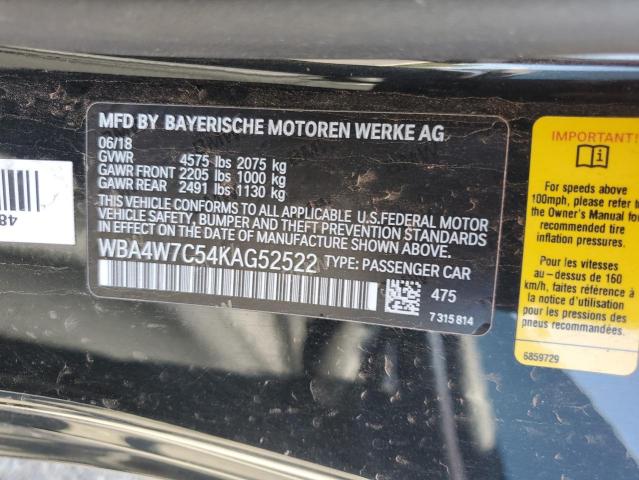 MFD BY BAYERISCHE MOTOREN WERKE AG
06/18
GVWR 4575 lbs 2075 kg
GAWR FRONT 2205 lbs 1000 kg
GAWR REAR 2491 lbs 1130 kg
THIS VEHICLE CONFORMS TO ALL APPLICABLE U.S.FEDERAL MOTOR
VEHICLE SAFETY, BUMPER AND THEFT PREVENTION STANDARDS
IN EFFECT ON THE DATE OF MANUFACTURE SHOWN ABOVE.
WBA4W7C54KAG52522 TYPE: PASSENGER CAR
475
7315814
48
IMPORTANT!
For speeds above
100mph, please refer to
the Owner's Manual for
recommended tire
inflation pressures.
Pour les vitesses
au-dessus de 160
km/h, faites référence à
la notice d'utilisation
pour les pressions des
pneus recommandées
6859729